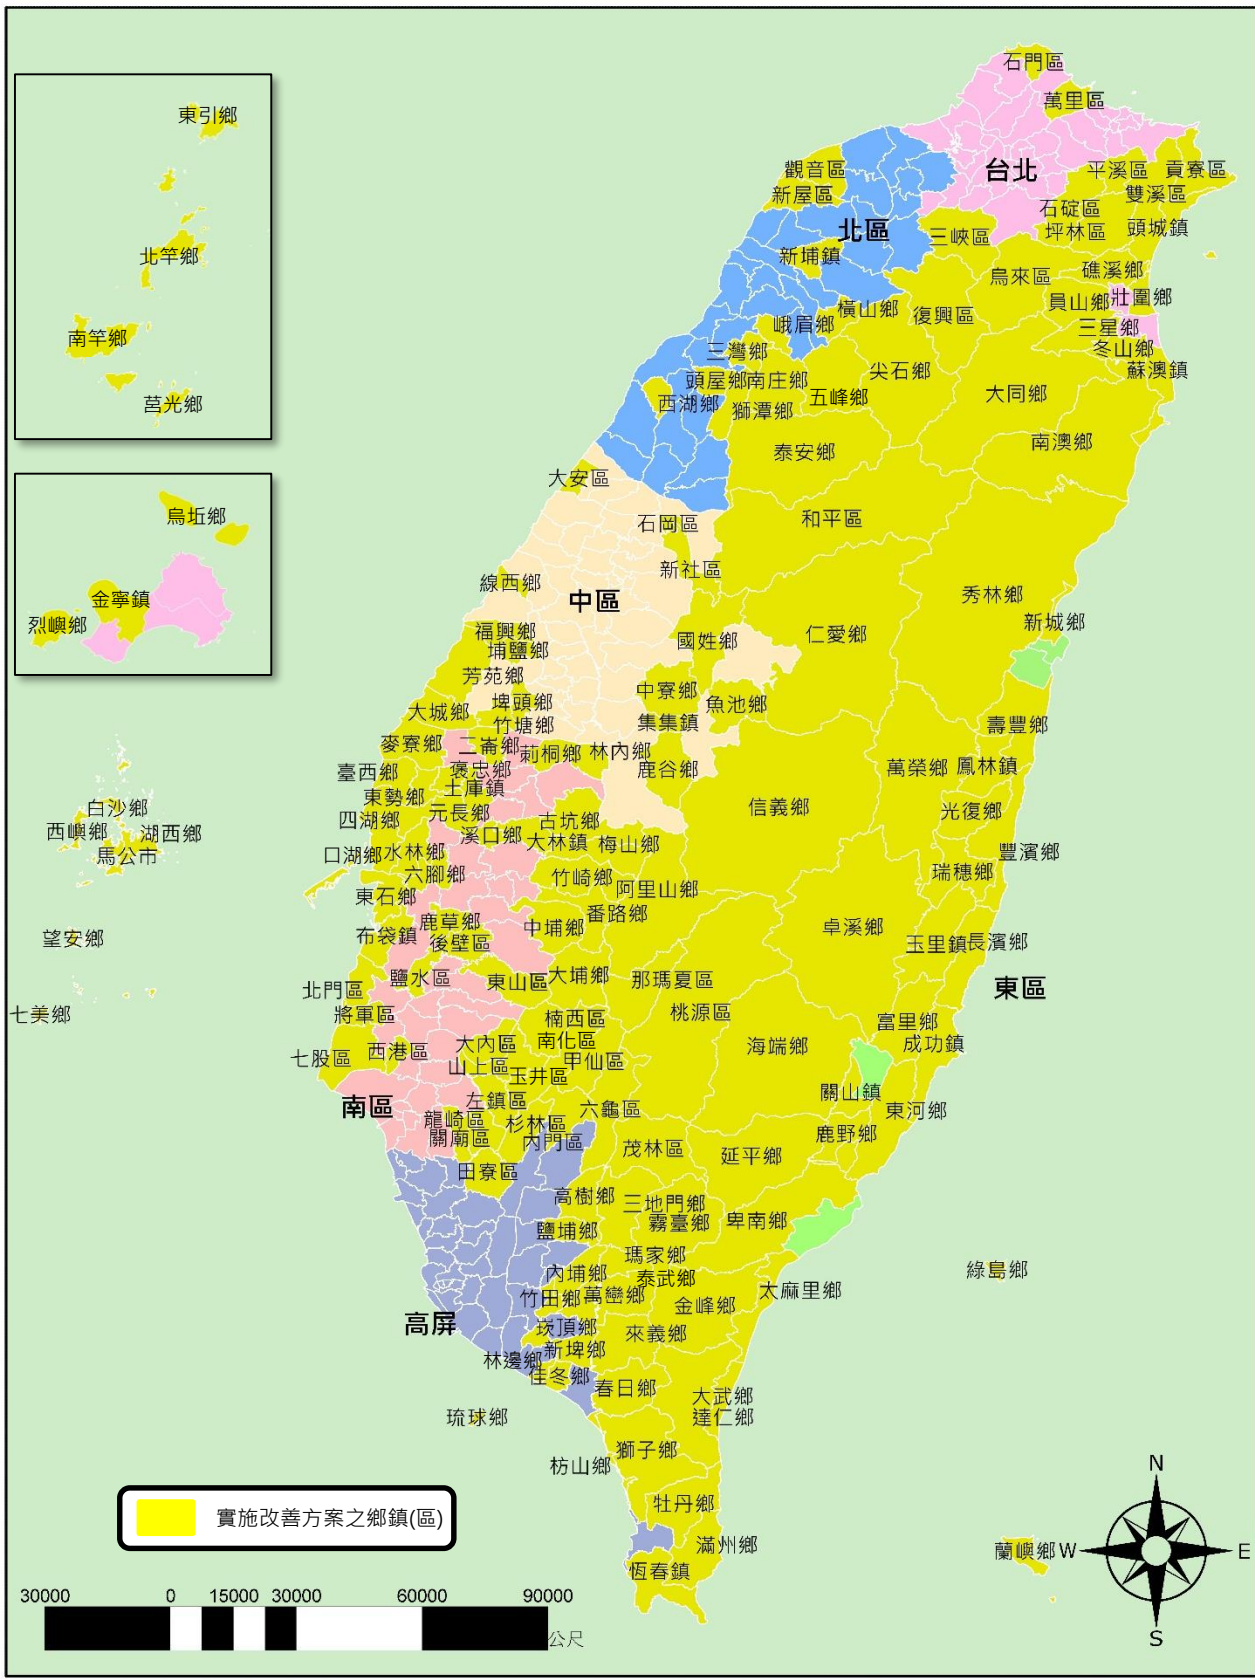 東引鄉
北竿鄉
南竿鄉
莒光鄉
烏坵鄉
金寧鎮
烈嶼鄉
白沙鄉
西嶼鄉
湖西鄉
馬公市
望安鄉
七美鄉
石門區
萬里區
台北
平溪區
貢寮區
雙溪區
石碇區
坪林區
頭城鎮
三峽區
烏來區
礁溪鄉
員山鄉
壯圍鄉
三星鄉
冬山鄉
蘇澳鎮
大同鄉
南澳鄉
觀音區
新屋區
北區
新埔鎮
橫山鄉
復興區
峨眉鄉
三灣鄉
尖石鄉
頭屋鄉
南庄鄉
五峰鄉
西湖鄉
獅潭鄉
泰安鄉
大安區
石岡區
和平區
新社區
線西鄉
中區
福興鄉
埔鹽鄉
國姓鄉
仁愛鄉
芳苑鄉
中寮鄉
埤頭鄉
魚池鄉
大城鄉
竹塘鄉
集集鎮
秀林鄉
新城鄉
壽豐鄉
萬榮鄉
鳳林鎮
光復鄉
豐濱鄉
瑞穗鄉
卓溪鄉
玉里鎮
長濱鄉
東區
富里鄉
成功鎮
海端鄉
關山鎮
東河鄉
鹿野鄉
延平鄉
卑南鄉
太麻里鄉
綠島鄉
金峰鄉
大武鄉
達仁鄉
蘭嶼鄉
麥寮鄉
二崙鄉
莿桐鄉
林內鄉
鹿谷鄉
臺西鄉
褒忠鄉
東勢鄉
土庫鎮
信義鄉
四湖鄉
元長鄉
古坑鄉
溪口鄉
大林鎮
梅山鄉
口湖鄉
水林鄉
六腳鄉
竹崎鄉
阿里山鄉
東石鄉
番路鄉
鹿草鄉
中埔鄉
布袋鎮
後壁區
鹽水區
東山區
大埔鄉
那瑪夏區
北門區
將軍區
楠西區
桃源區
七股區
西港區
大內區
南化區
山上區
玉井區
甲仙區
南區
左鎮區
六龜區
龍崎區
杉林區
關廟區
內門區
茂林區
田寮區
高樹鄉
三地門鄉
霧臺鄉
鹽埔鄉
瑪家鄉
內埔鄉
泰武鄉
竹田鄉
萬巒鄉
高屏
崁頂鄉
來義鄉
新埤鄉
林邊鄉
佳冬鄉
春日鄉
琉球鄉
枋山鄉
獅子鄉
牡丹鄉
滿州鄉
恆春鎮
實施改善方案之鄉鎮(區)
30000 0 15000 30000 60000 90000
公尺
N
W E
S